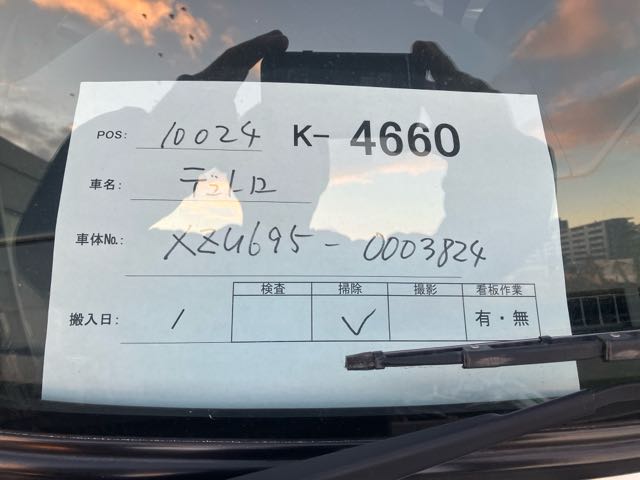 POS: 10024 K- 4660
車名: デュトロ
車体No.: XZU695-0003824
検査 掃除 撮影 看板作業
搬入日: / ✓ 有・無